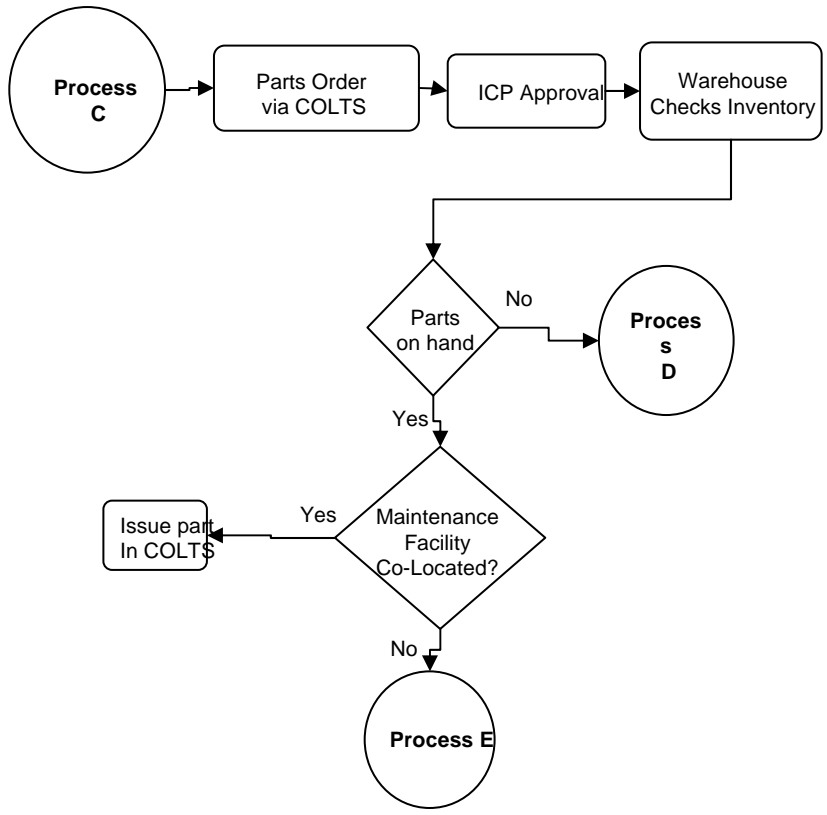 Process
C
Parts Order
via COLTS
ICP Approval
Warehouse
Checks Inventory
Parts
on hand
No
Proces
s
D
Yes
Maintenance
Facility
Co-Located?
Yes
Issue part
In COLTS
No
Process E